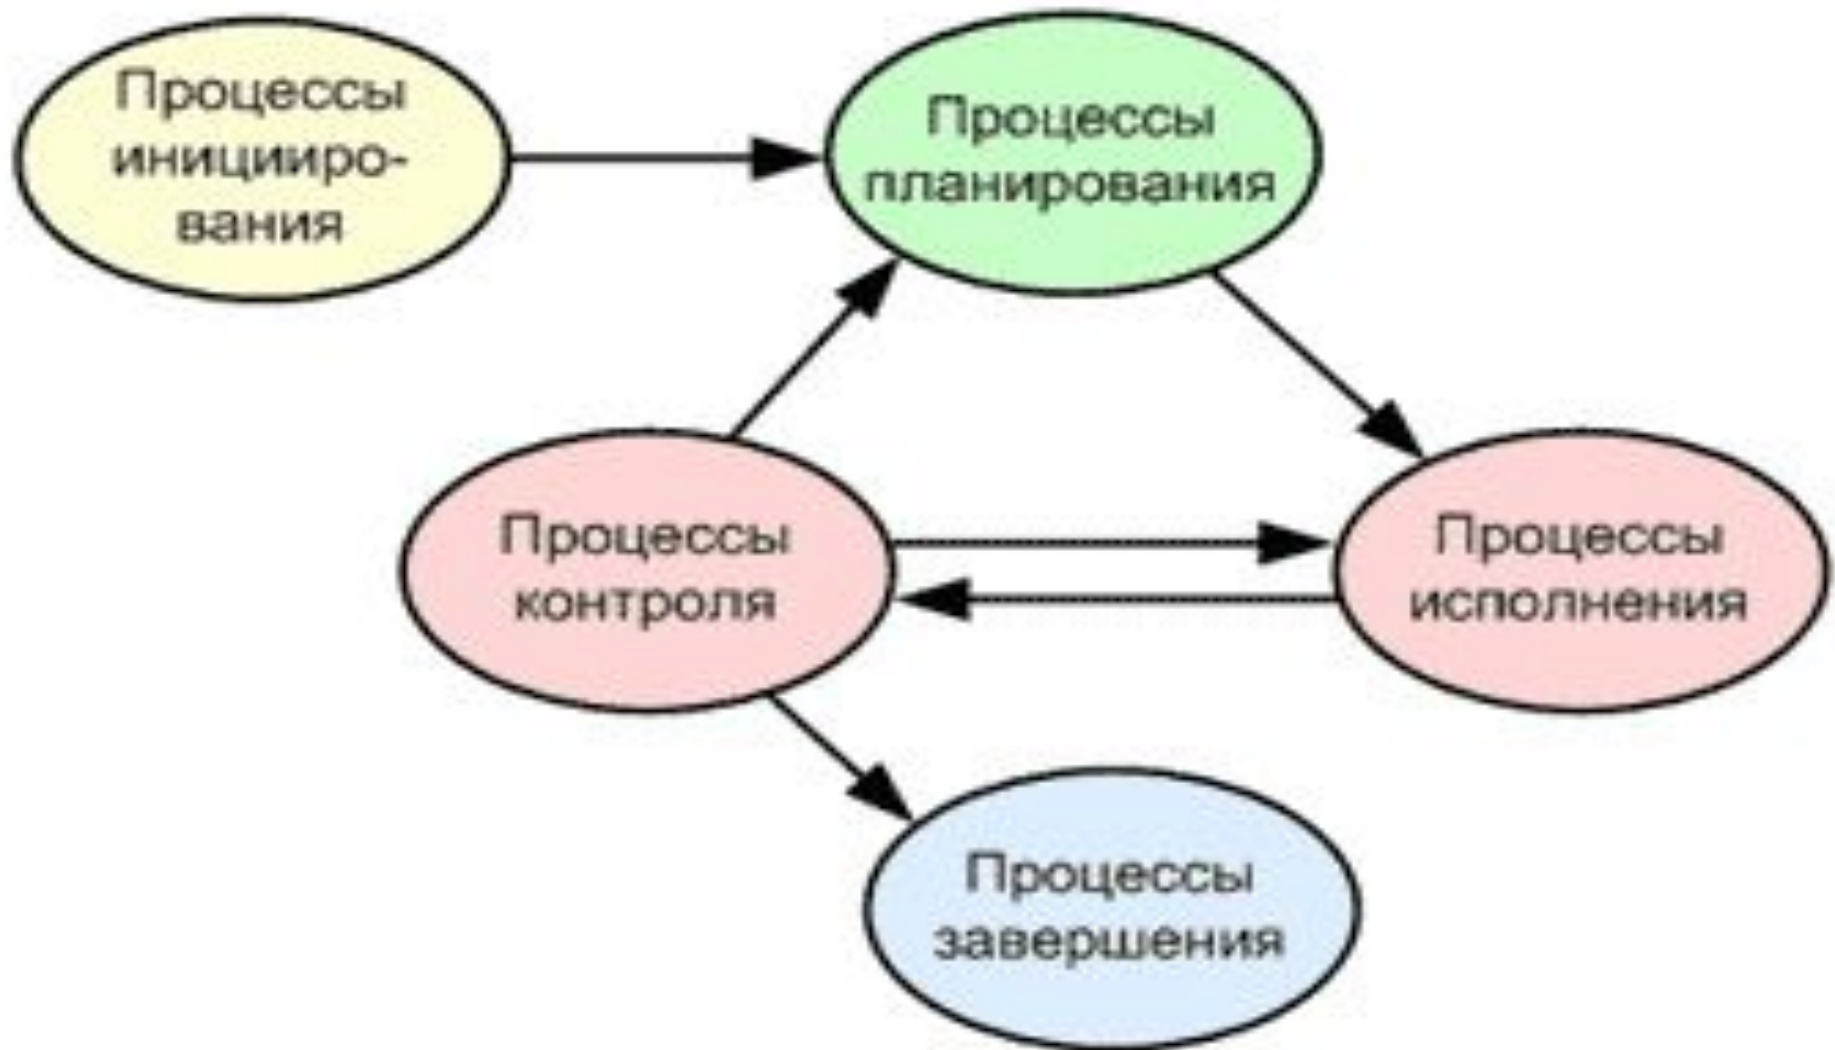 Процессы
иницииро-
вания
Процессы
планирования
Процессы
контроля
Процессы
исполнения
Процессы
завершения